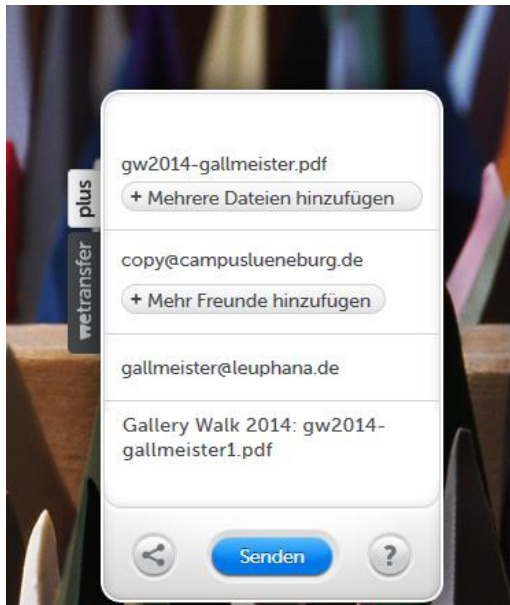 gw2014-gallmeister.pdf
+ Mehrere Dateien hinzufügen
copy@campuslueneburg.de
+ Mehr Freunde hinzufügen
gallmeister@leuphana.de
Gallery Walk 2014: gw2014-
gallmeister1.pdf
Senden
?
plus
wetransfer